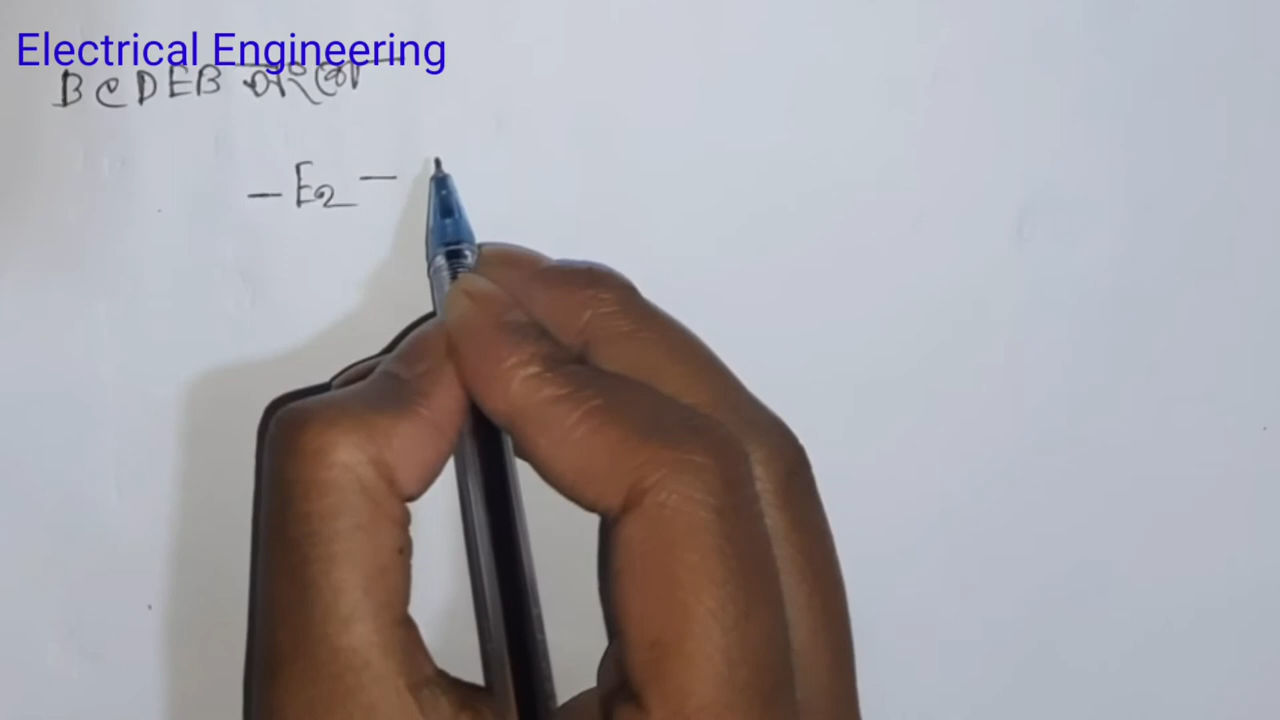 Electrical Engineering
BCDEB অংশে
- E2 -